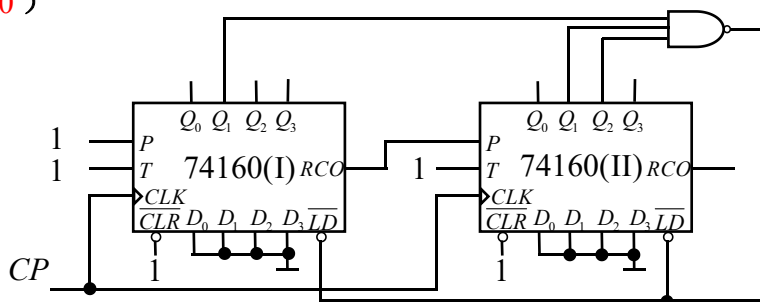 0 )
Q0 Q1 Q2 Q3 Q0 Q1 Q2 Q3
1 P P
1 T 74160(I) RCO 1 T 74160(II) RCO
CLK CLK
CLR D0 D1 D2 D3 LD CLR D0 D1 D2 D3 LD
1 1
CP